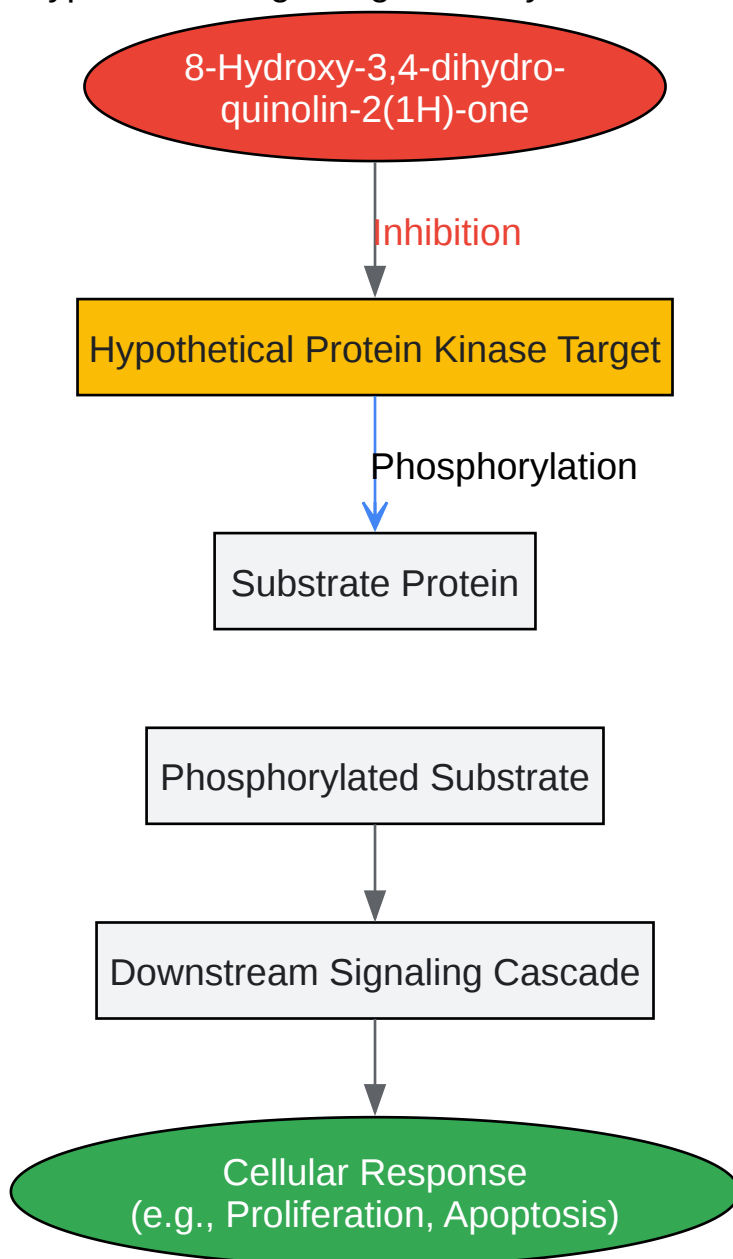 8-Hydroxy-3,4-dihydro-
quinolin-2(1H)-one
Inhibition
Hypothetical Protein Kinase Target
Phosphorylation
Substrate Protein
Phosphorylated Substrate
Downstream Signaling Cascade
Cellular Response
(e.g., Proliferation, Apoptosis)